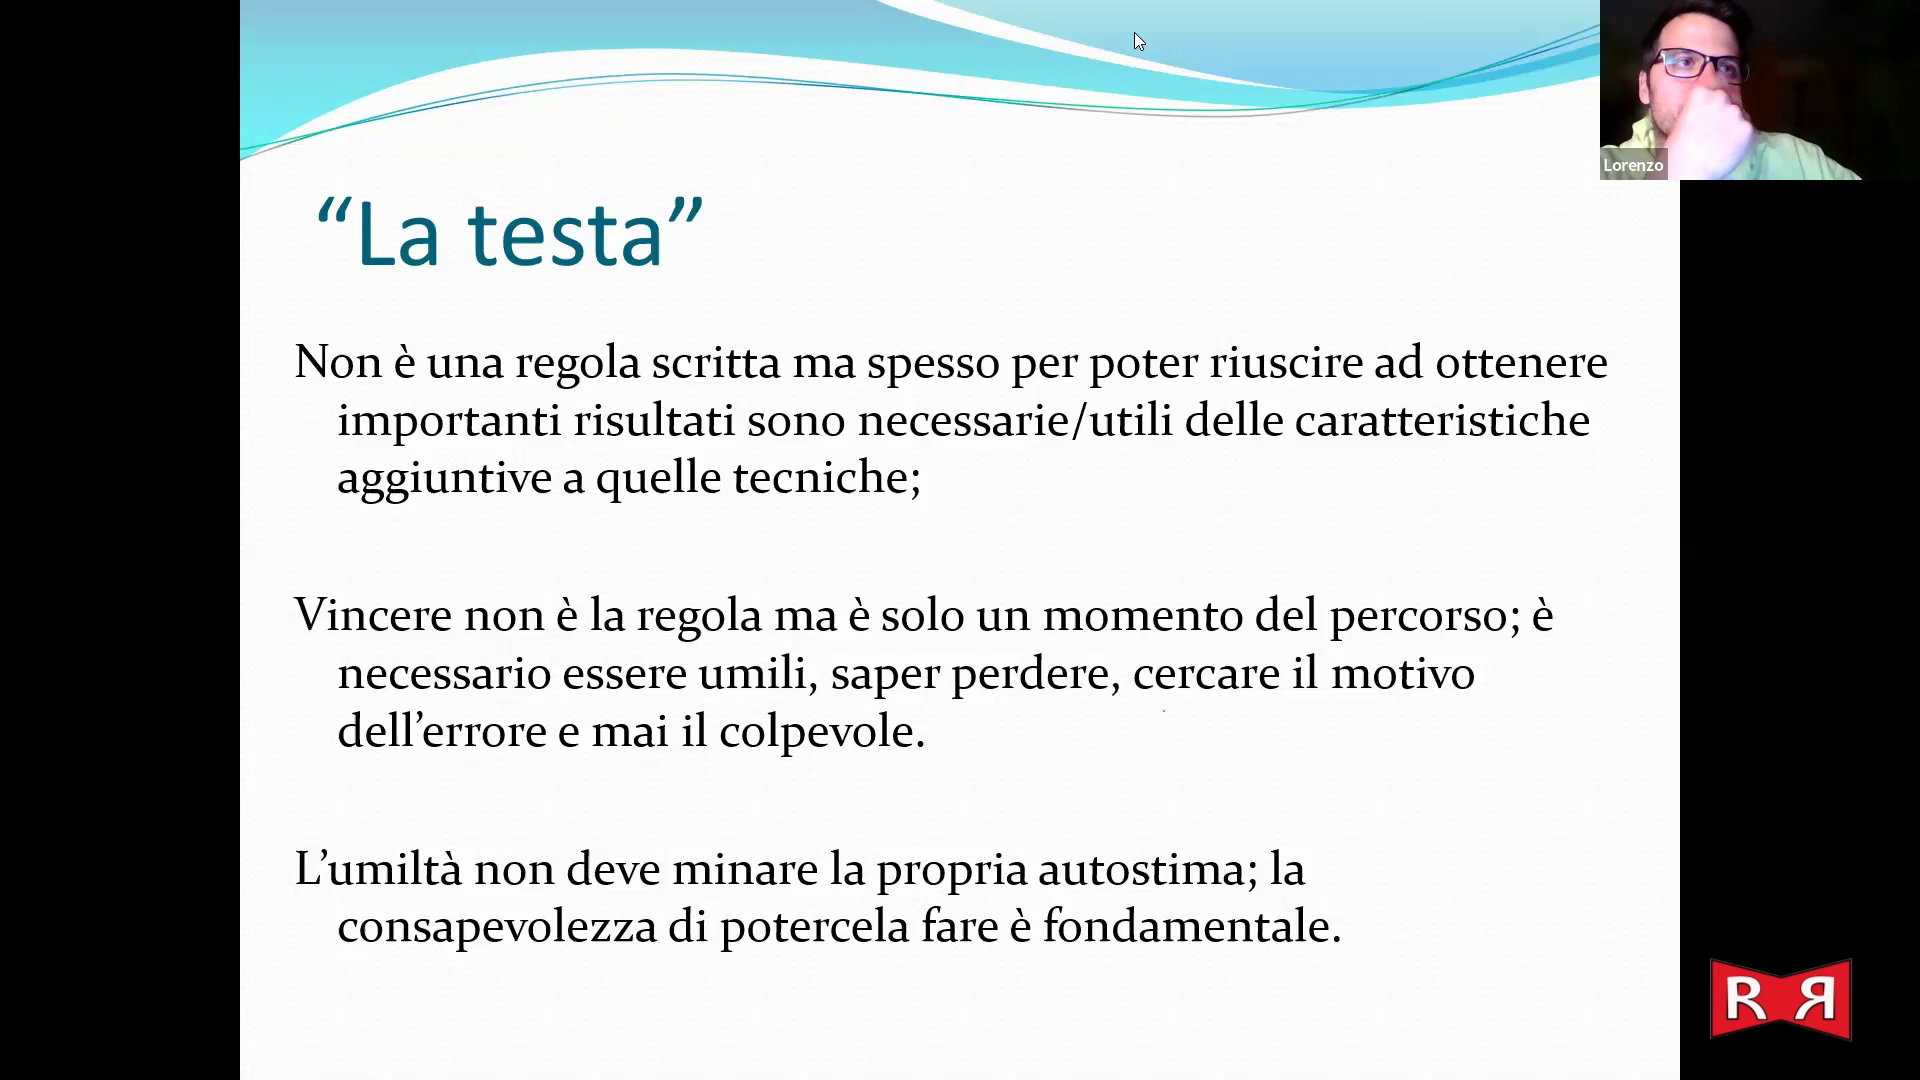 Lorenzo
“La testa”
Non è una regola scritta ma spesso per poter riuscire ad ottenere
importanti risultati sono necessarie/utili delle caratteristiche
aggiuntive a quelle tecniche;
Vincere non è la regola ma è solo un momento del percorso; è
necessario essere umili, saper perdere, cercare il motivo
dell’errore e mai il colpevole.
L’umiltà non deve minare la propria autostima; la
consapevolezza di potercela fare è fondamentale.
R R